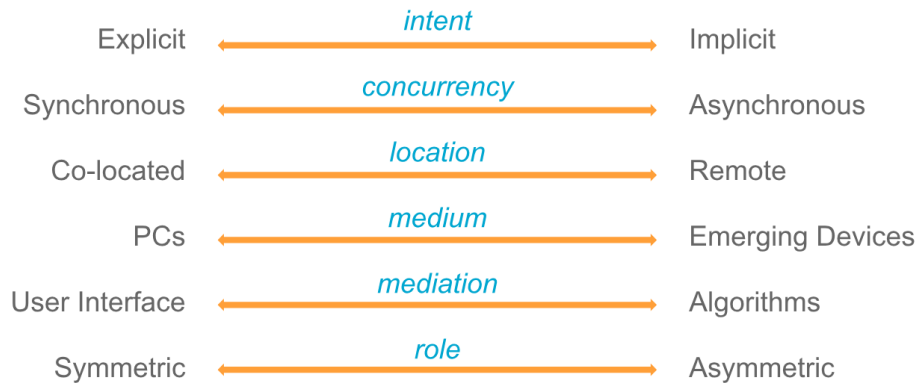 intent
Explicit Implicit
concurrency
Synchronous Asynchronous
location
Co-located Remote
medium
PCs Emerging Devices
mediation
User Interface Algorithms
role
Symmetric Asymmetric